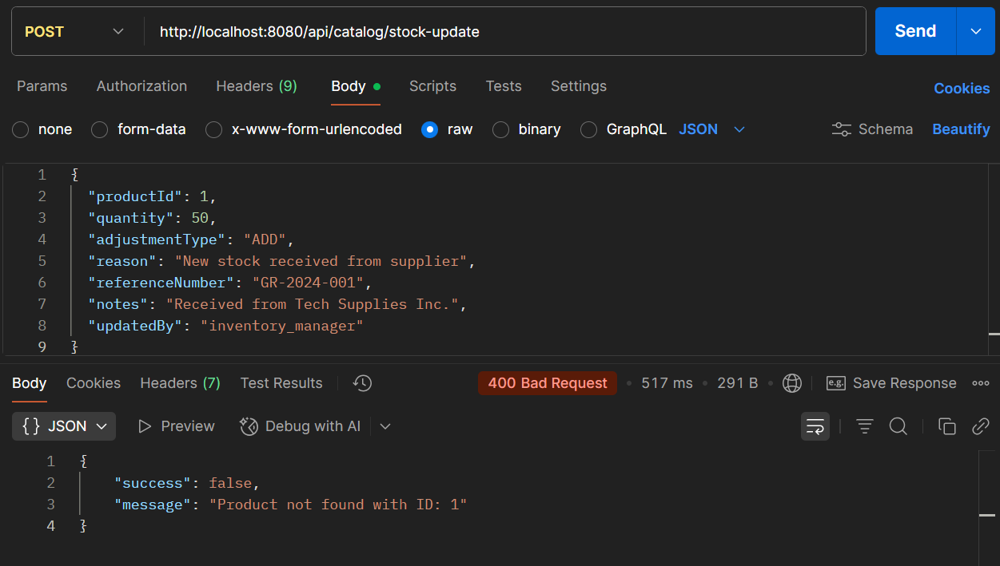 POST http://localhost:8080/api/catalog/stock-update Send
Params Authorization Headers (9) Body Scripts Tests Settings Cookies
none form-data x-www-form-urlencoded raw binary GraphQL JSON Schema Beautify
1 {
2 "productId": 1,
3 "quantity": 50,
4 "adjustmentType": "ADD",
5 "reason": "New stock received from supplier",
6 "referenceNumber": "GR-2024-001",
7 "notes": "Received from Tech Supplies Inc.",
8 "updatedBy": "inventory_manager"
9 }
Body Cookies Headers (7) Test Results 400 Bad Request • 517 ms • 291 B • e.g. Save Response
{} JSON Preview Debug with AI
1 {
2 "success": false,
3 "message": "Product not found with ID: 1"
4 }